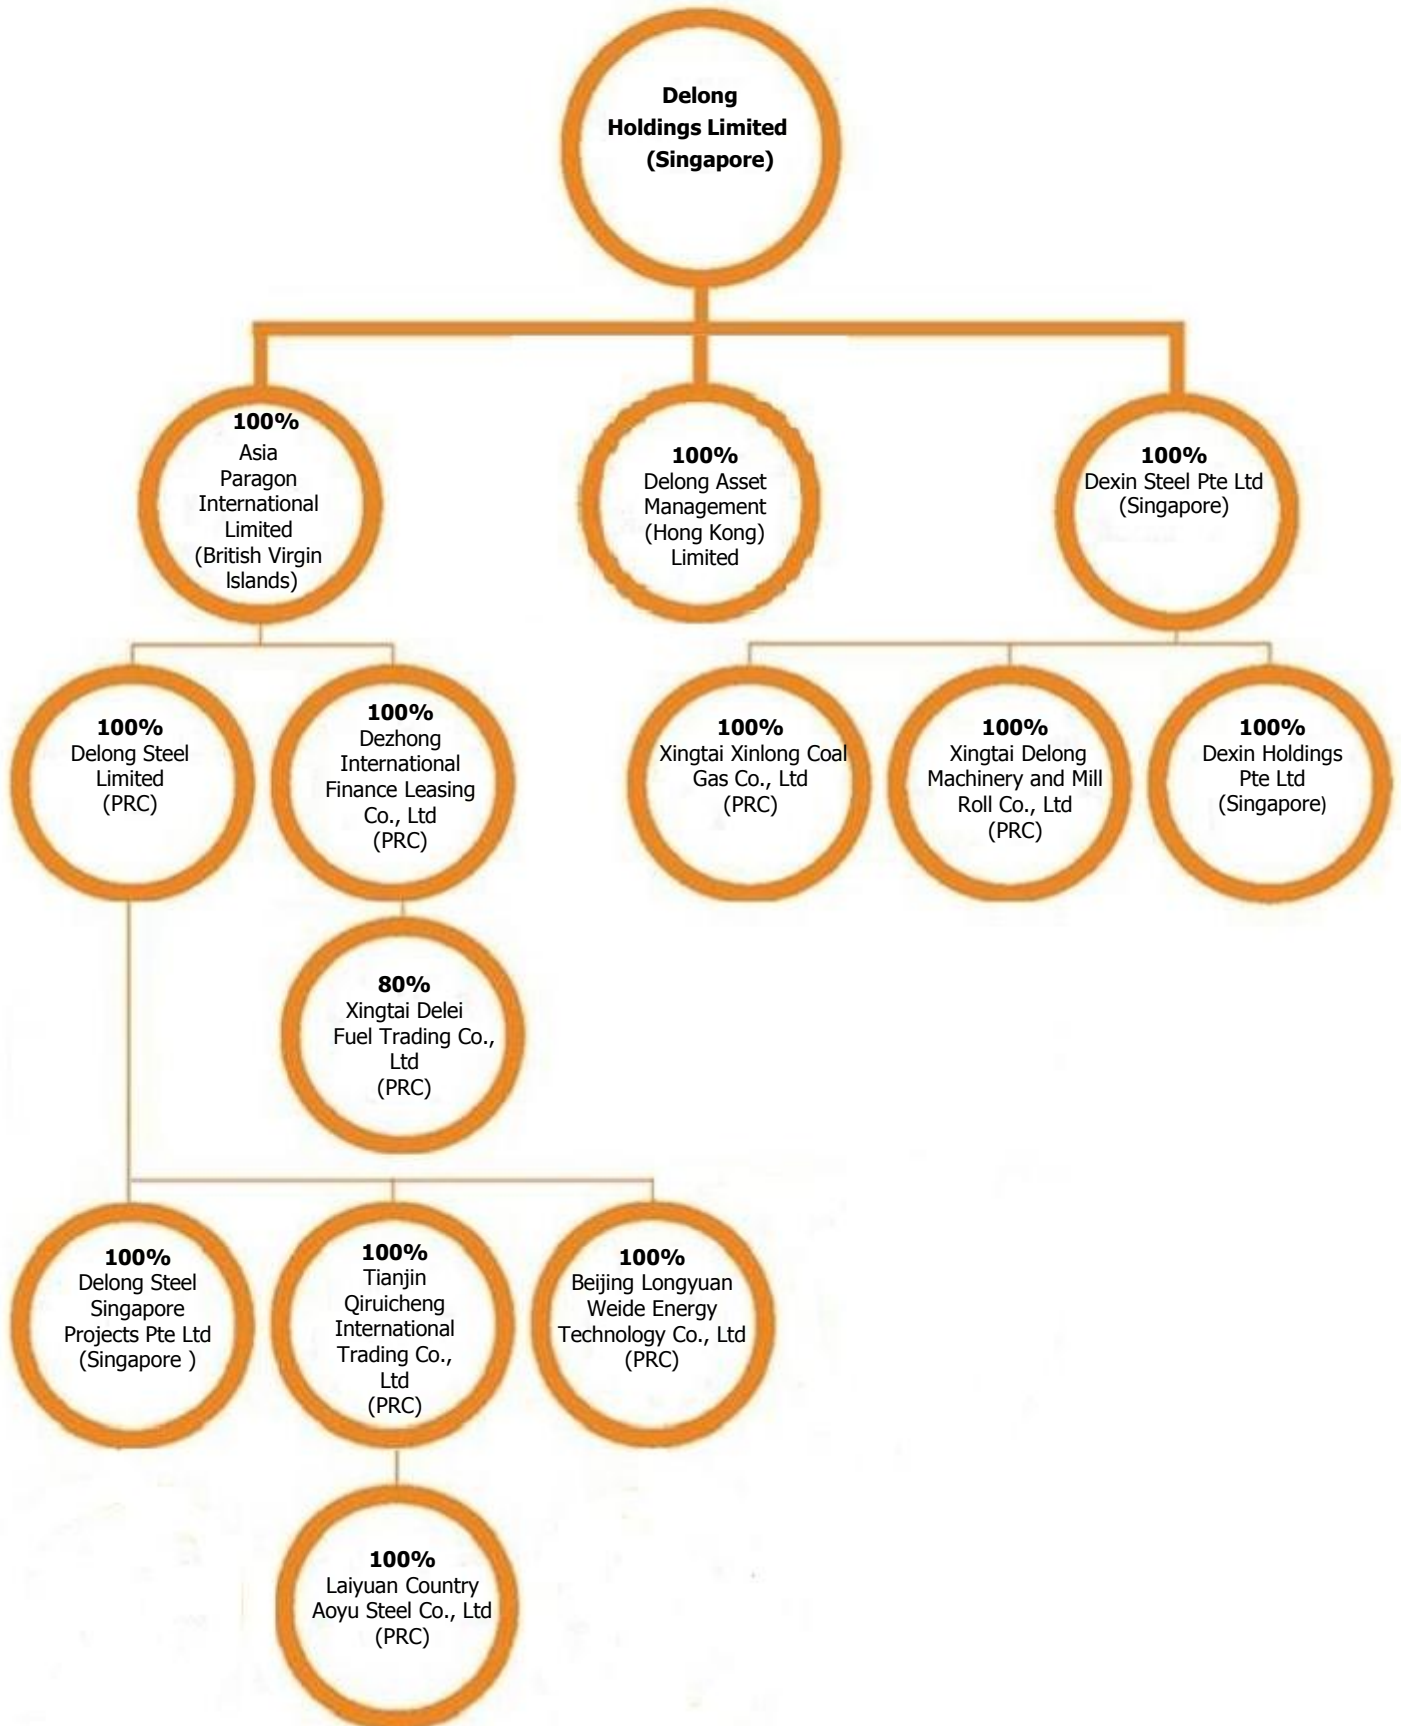 Delong
Holdings Limited
(Singapore)
100%
Asia
Paragon
International
Limited
(British Virgin
Islands)
100%
Delong Asset
Management
(Hong Kong)
Limited
100%
Dexin Steel Pte Ltd
(Singapore)
100%
Delong Steel
Limited
(PRC)
100%
Dezhong
International
Finance Leasing
Co., Ltd
(PRC)
100%
Xingtai Xinlong Coal
Gas Co., Ltd
(PRC)
100%
Xingtai Delong
Machinery and Mill
Roll Co., Ltd
(PRC)
100%
Dexin Holdings
Pte Ltd
(Singapore)
80%
Xingtai Delei
Fuel Trading Co.,
Ltd
(PRC)
100%
Delong Steel
Singapore
Projects Pte Ltd
(Singapore )
100%
Tianjin
Qiruicheng
International
Trading Co.,
Ltd
(PRC)
100%
Beijing Longyuan
Weide Energy
Technology Co., Ltd
(PRC)
100%
Laiyuan Country
Aoyu Steel Co., Ltd
(PRC)